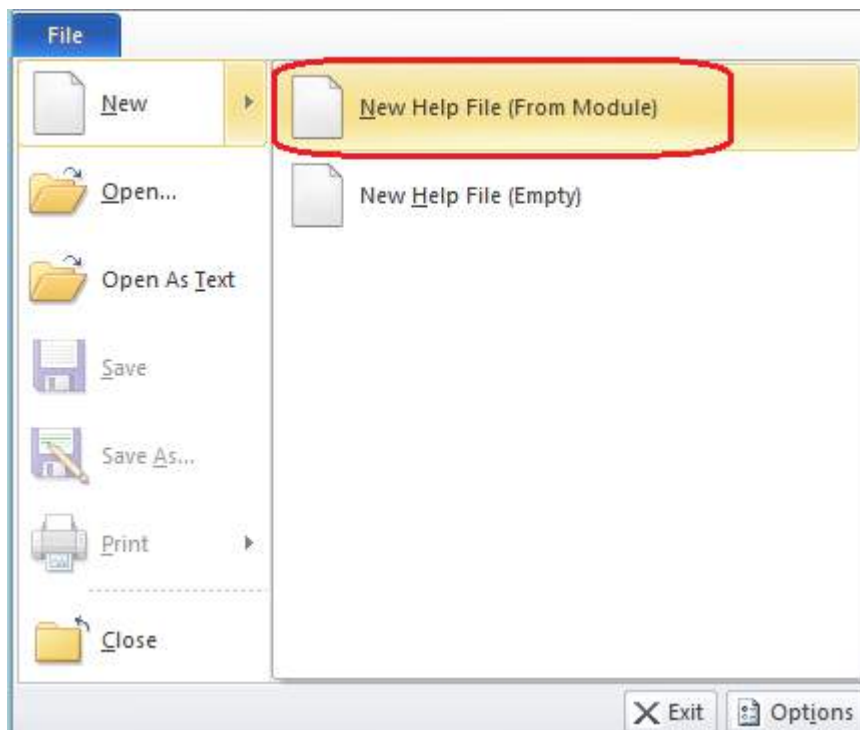 File
New
New Help File (From Module)
New Help File (Empty)
Open...
Open As Text
Save
Save As...
Print
Close
Exit
Options